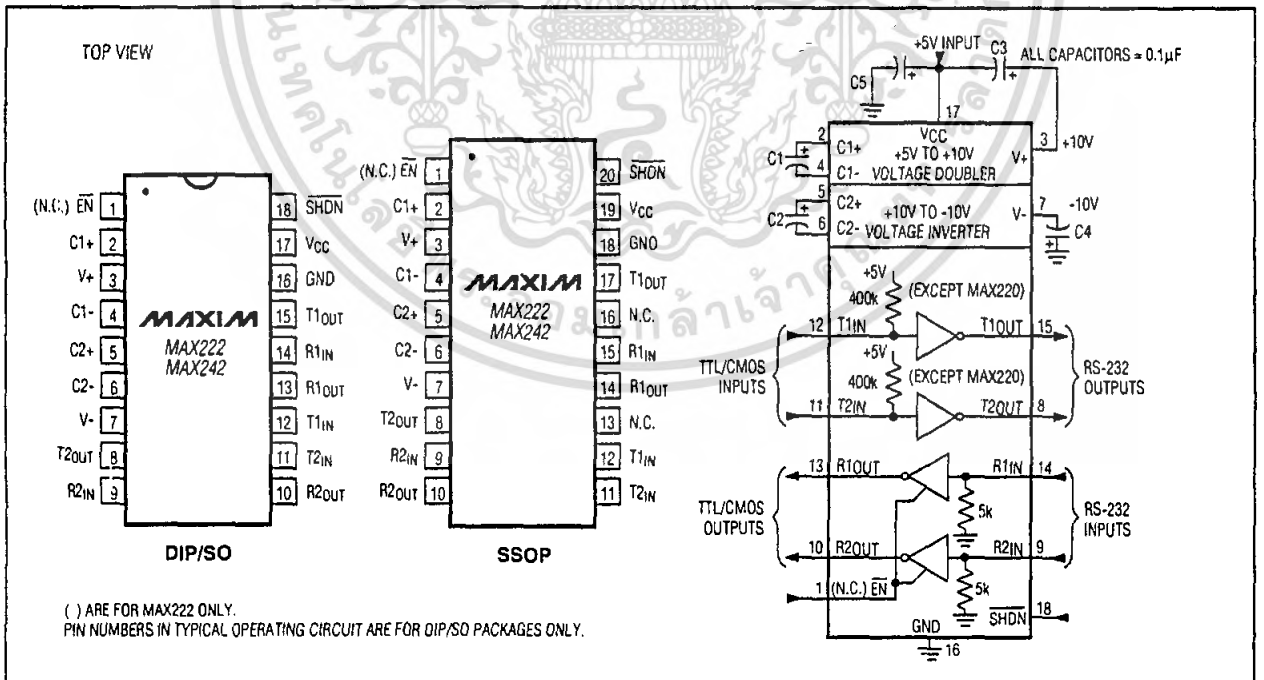 TOP VIEW
(N.C.) EN 1
C1+ 2
V+ 3
C1- 4
C2+ 5
C2- 6
V- 7
T2OUT 8
R2IN 9
18 SHDN
17 VCC
16 GND
15 T1OUT
14 R1IN
13 R1OUT
12 T1IN
11 T2IN
10 R2OUT
MAXIM
MAX222
MAX242
DIP/SO
(N.C.) EN 1
C1+ 2
V+ 3
C1- 4
C2+ 5
C2- 6
V- 7
T2OUT 8
R2IN 9
R2OUT 10
20 SHDN
19 VCC
18 GND
17 T1OUT
16 N.C.
15 R1IN
14 R1OUT
13 N.C.
12 T1IN
11 T2IN
MAXIM
MAX222
MAX242
SSOP
( ) ARE FOR MAX222 ONLY.
PIN NUMBERS IN TYPICAL OPERATING CIRCUIT ARE FOR DIP/SO PACKAGES ONLY.
+5V INPUT C3 ALL CAPACITORS = 0.1µF
C5
17
VCC
2 C1+ +5V TO +10V V+ 3 +10V
C1 4 C1- VOLTAGE DOUBLER
5 C2+ +10V TO -10V V- 7 -10V
C2 6 C2- VOLTAGE INVERTER C4
+5V
400k (EXCEPT MAX220)
12 T1IN T1OUT 15
+5V
400k (EXCEPT MAX220)
TTL/CMOS
INPUTS
RS-232
OUTPUTS
11 T2IN T2OUT 8
13 R1OUT R1IN 14
5k
TTL/CMOS
OUTPUTS
RS-232
INPUTS
10 R2OUT R2IN 9
5k
1 (N.C.) EN
SHDN 18
GND
16